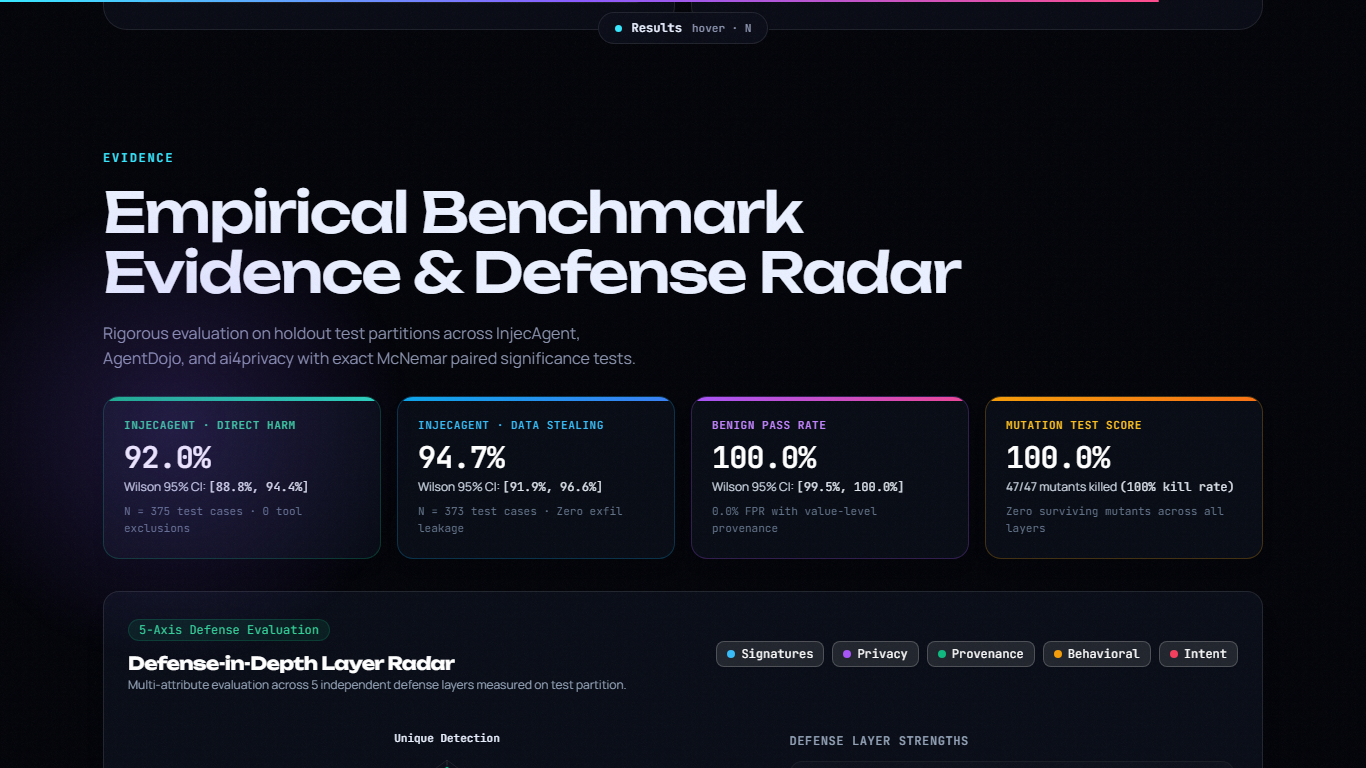 Results hover · N
EVIDENCE
Empirical Benchmark
Evidence & Defense Radar
Rigorous evaluation on holdout test partitions across InjecAgent,
AgentDojo, and ai4privacy with exact McNemar paired significance tests.
INJECAGENT · DIRECT HARM
92.0%
Wilson 95% CI: [88.8%, 94.4%]
N = 375 test cases · 0 tool
exclusions
INJECAGENT · DATA STEALING
94.7%
Wilson 95% CI: [91.9%, 96.6%]
N = 373 test cases · Zero exfil
leakage
BENIGN PASS RATE
100.0%
Wilson 95% CI: [99.5%, 100.0%]
0.0% FPR with value-level
provenance
MUTATION TEST SCORE
100.0%
47/47 mutants killed (100% kill rate)
Zero surviving mutants across all
layers
5-Axis Defense Evaluation
Defense-in-Depth Layer Radar
Multi-attribute evaluation across 5 independent defense layers measured on test partition.
Signatures
Privacy
Provenance
Behavioral
Intent
Unique Detection
DEFENSE LAYER STRENGTHS